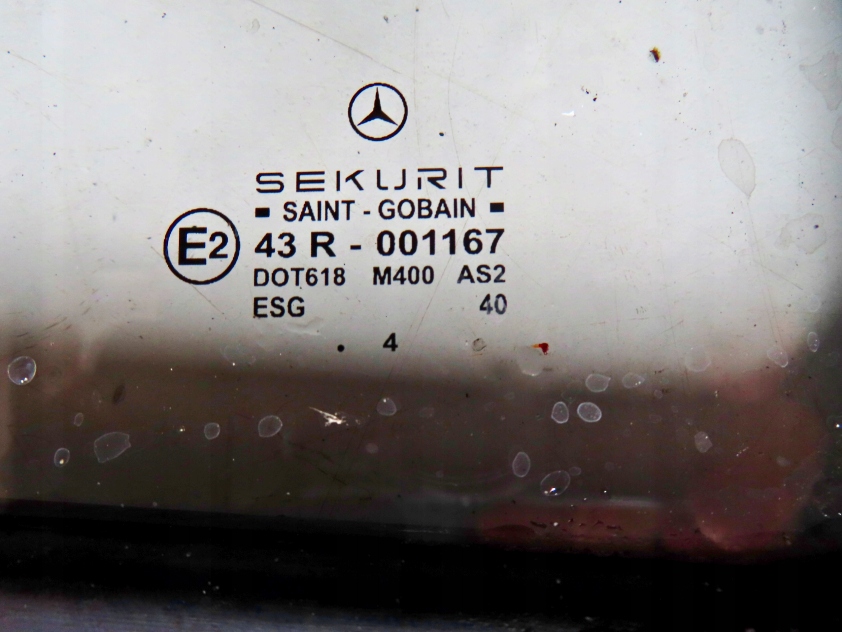 SEKURIT
SAINT - GOBAIN
E2 43 R - 001167
DOT618 M400 AS2
ESG 40
. 4